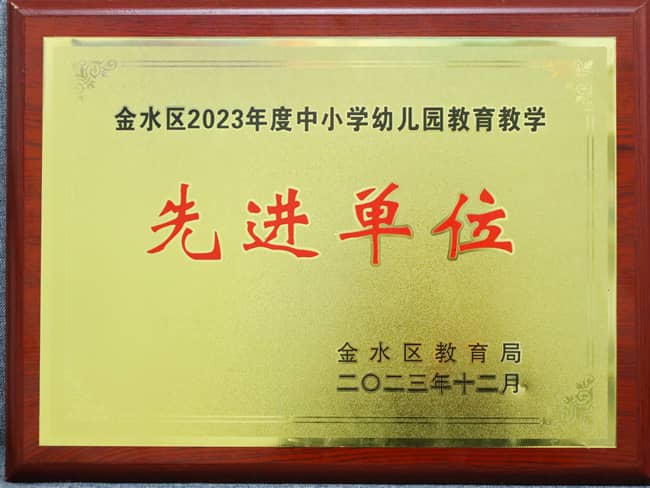 金水区2023年度中小学幼儿园教育教学
先进单位
金水区教育局
二〇二三年十二月